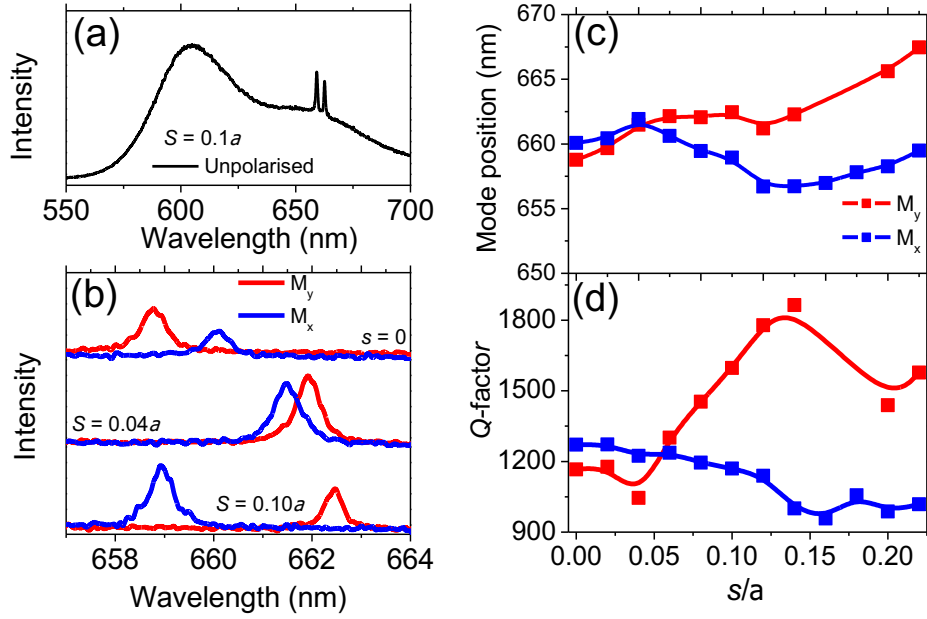 (a)
Intensity
S = 0.1a
Unpolarised
550 600 650 700
Wavelength (nm)
(b)
M_y
M_x
s = 0
S = 0.04a
S = 0.10a
Intensity
658 660 662 664
Wavelength (nm)
(c)
Mode position (nm)
670
665
660
655
650
M_y
M_x
(d)
Q-factor
1800
1500
1200
900
0.00 0.05 0.10 0.15 0.20
s/a